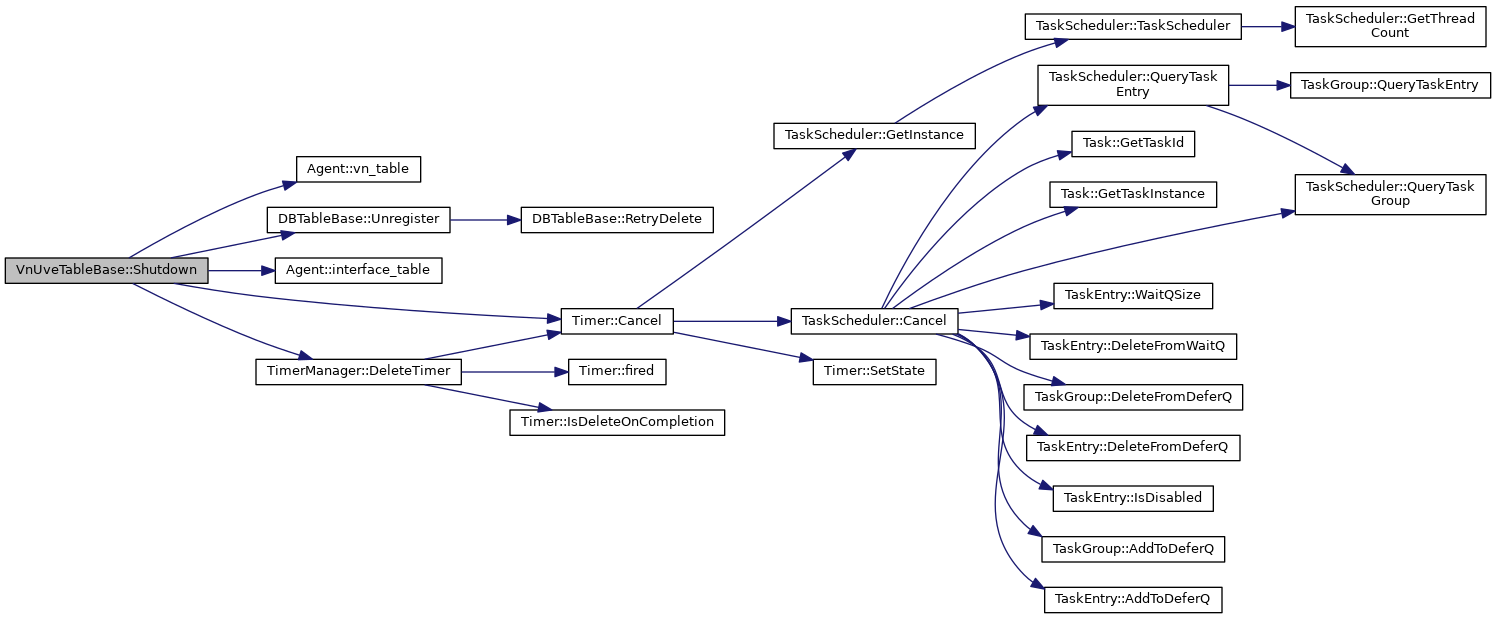 VnUveTableBase::Shutdown
Agent::vn_table
DBTableBase::Unregister
DBTableBase::RetryDelete
Agent::interface_table
Timer::Cancel
TimerManager::DeleteTimer
Timer::fired
Timer::IsDeleteOnCompletion
TaskScheduler::GetInstance
TaskScheduler::Cancel
Timer::SetState
TaskScheduler::TaskScheduler
TaskScheduler::GetThread
Count
TaskScheduler::QueryTask
Entry
TaskGroup::QueryTaskEntry
Task::GetTaskId
Task::GetTaskInstance
TaskScheduler::QueryTask
Group
TaskEntry::WaitQSize
TaskEntry::DeleteFromWaitQ
TaskGroup::DeleteFromDeferQ
TaskEntry::DeleteFromDeferQ
TaskEntry::IsDisabled
TaskGroup::AddToDeferQ
TaskEntry::AddToDeferQ